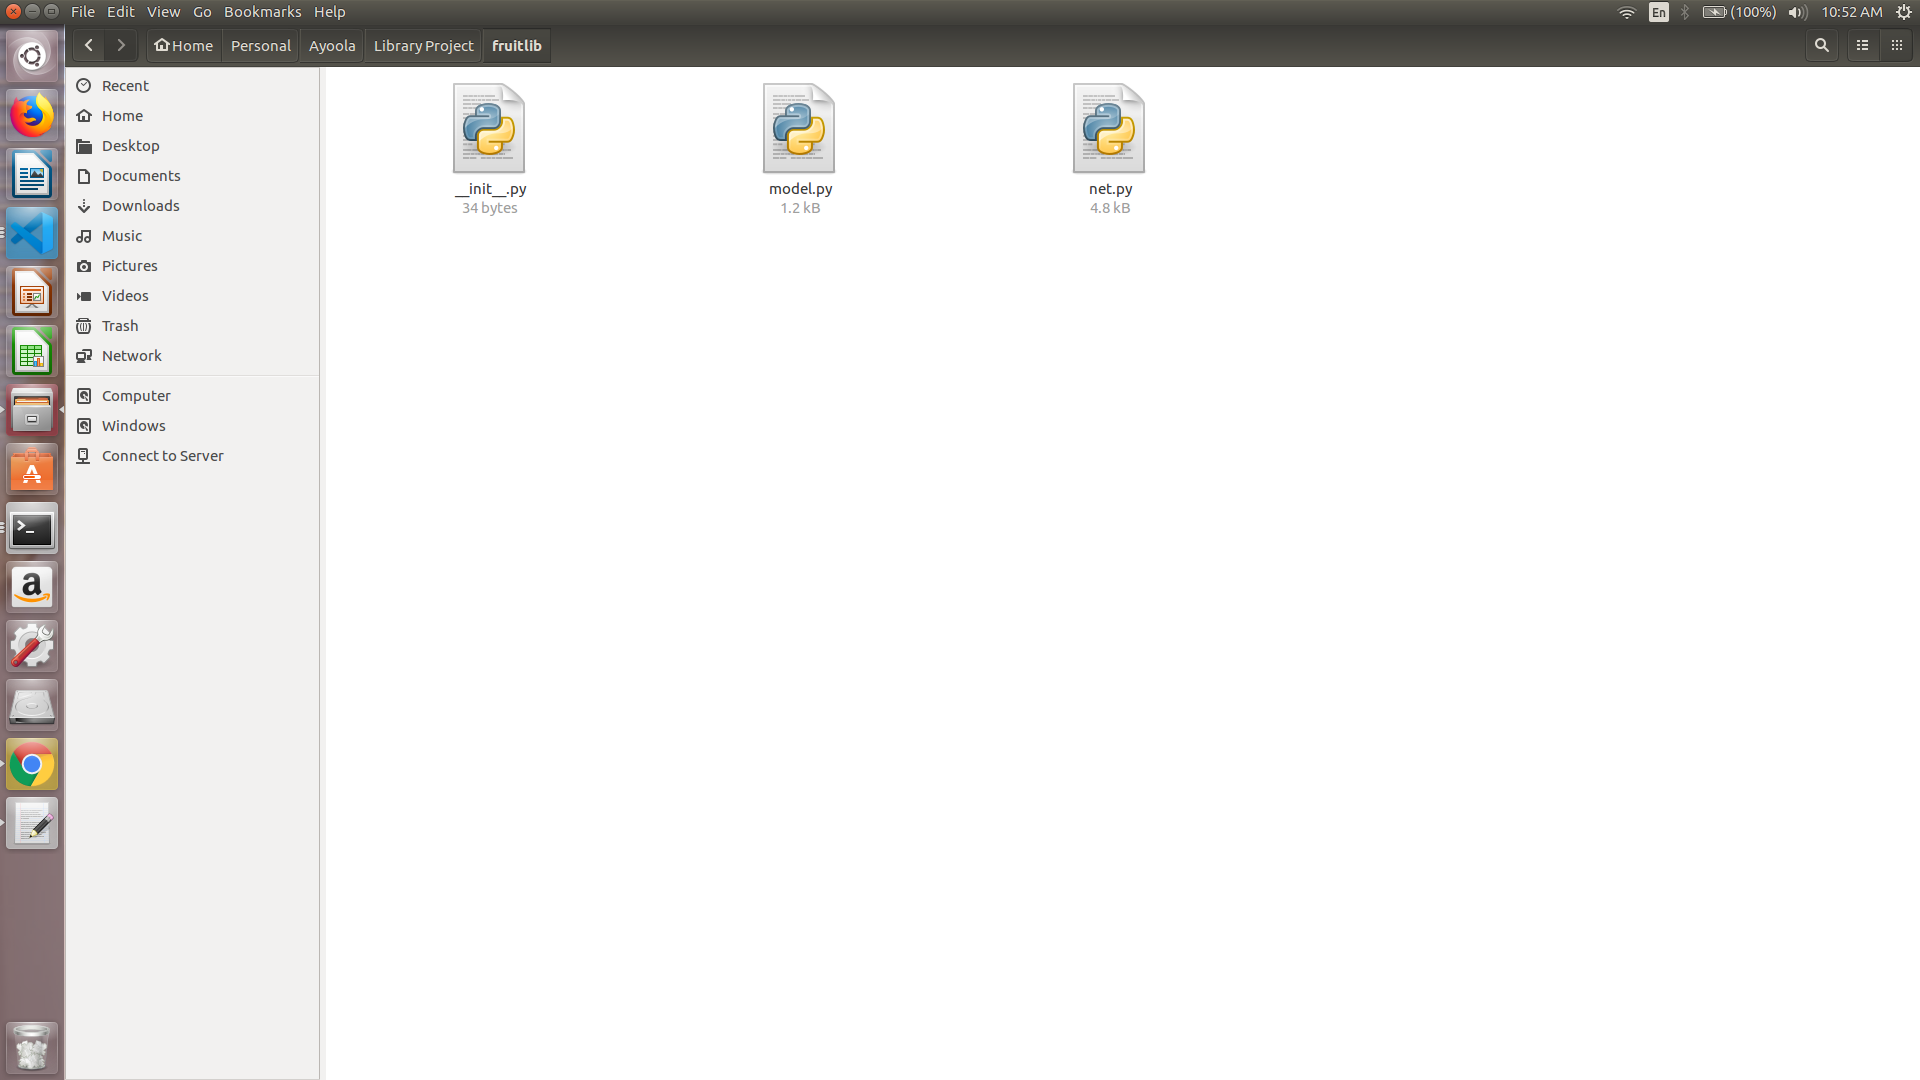 File Edit View Go Bookmarks Help
En (100%) 10:52 AM
Home Personal Ayoola Library Project fruitlib
Recent
Home
Desktop
Documents
Downloads
Music
Pictures
Videos
Trash
Network
Computer
Windows
Connect to Server
__init__.py
34 bytes
model.py
1.2 kB
net.py
4.8 kB